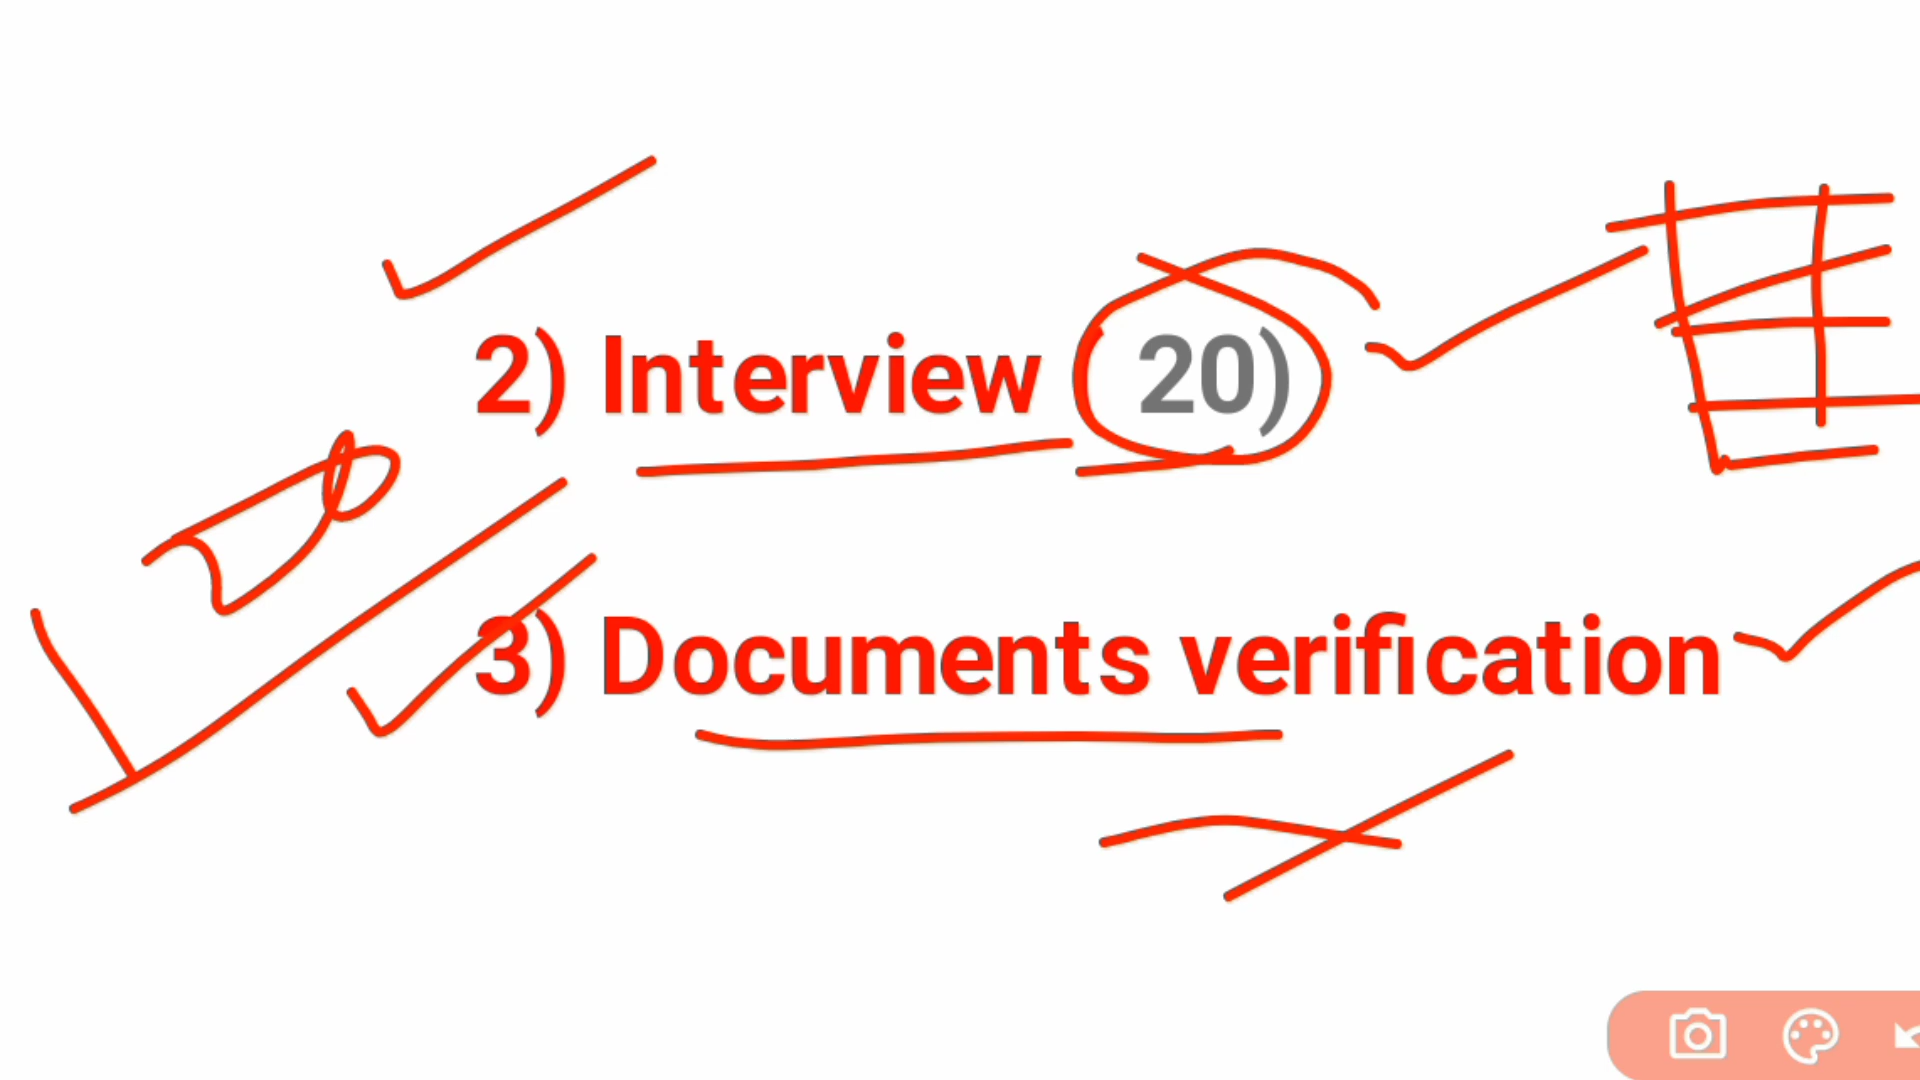 2) Interview 20)
3) Documents verification